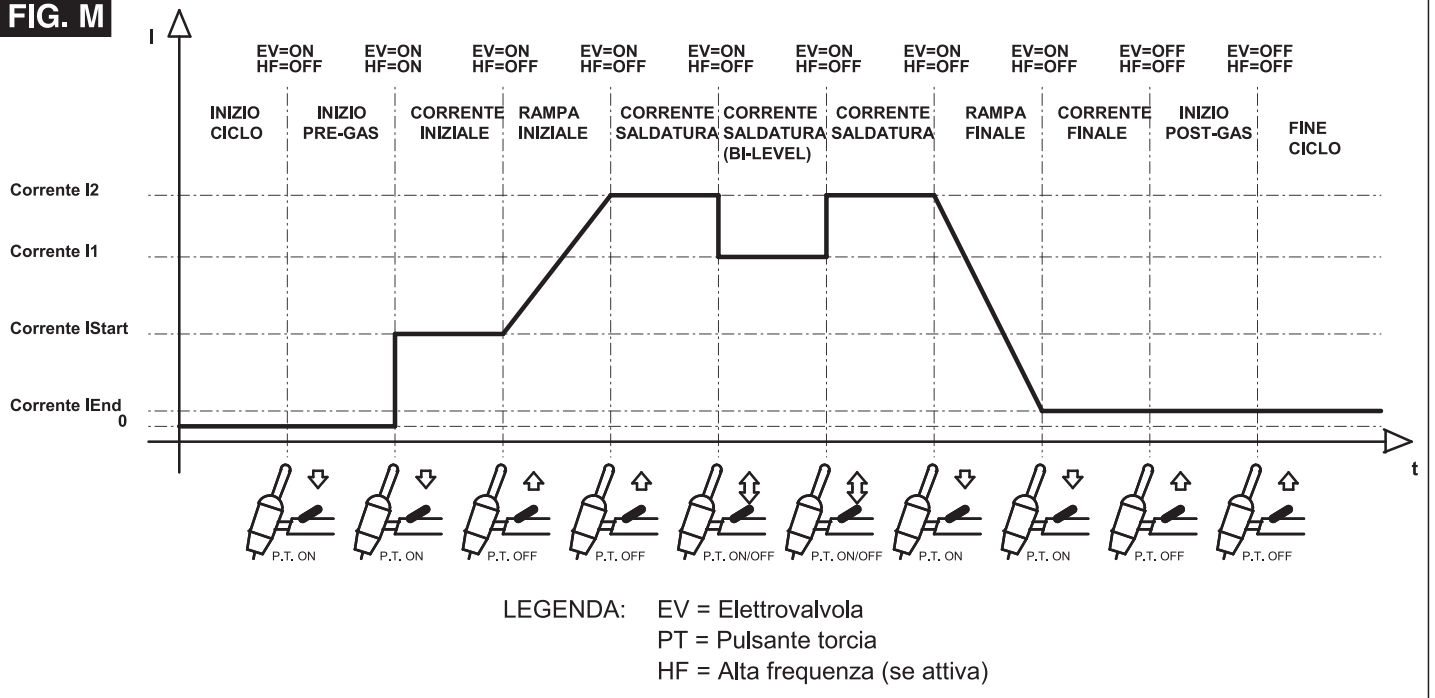 FIG. M
I
EV=ON EV=ON EV=ON EV=ON EV=ON EV=ON EV=ON EV=ON EV=OFF EV=OFF
HF=OFF HF=ON HF=OFF HF=OFF HF=OFF HF=OFF HF=OFF HF=OFF HF=OFF HF=OFF
INIZIO
CICLO
INIZIO
PRE-GAS
CORRENTE
INIZIALE
RAMPA
INIZIALE
CORRENTE
SALDATURA
CORRENTE
SALDATURA
(BI-LEVEL)
CORRENTE
SALDATURA
RAMPA
FINALE
CORRENTE
FINALE
INIZIO
POST-GAS
FINE
CICLO
Corrente I2
Corrente I1
Corrente IStart
Corrente IEnd
0
t
P.T. ON P.T. ON P.T. OFF P.T. OFF P.T. ON/OFF P.T. ON/OFF P.T. ON P.T. ON P.T. OFF P.T. OFF
LEGENDA: EV = Elettrovalvola
PT = Pulsante torcia
HF = Alta frequenza (se attiva)